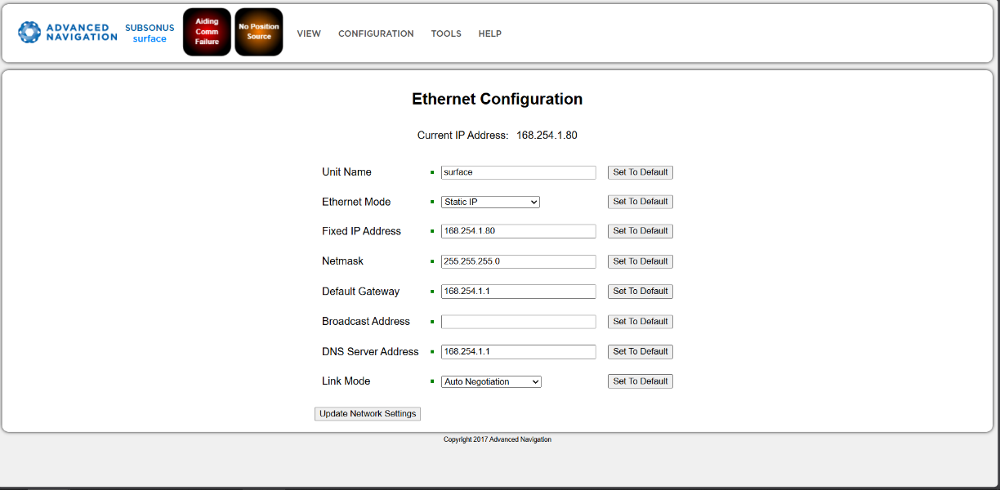 ADVANCED
NAVIGATION
SUBSONUS
surface
Aiding
Comm
Failure
No Position
Source
VIEW
CONFIGURATION
TOOLS
HELP
Ethernet Configuration
Current IP Address: 168.254.1.80
Unit Name surface Set To Default
Ethernet Mode Static IP Set To Default
Fixed IP Address 168.254.1.80 Set To Default
Netmask 255.255.255.0 Set To Default
Default Gateway 168.254.1.1 Set To Default
Broadcast Address Set To Default
DNS Server Address 168.254.1.1 Set To Default
Link Mode Auto Negotiation Set To Default
Update Network Settings
Copyright 2017 Advanced Navigation